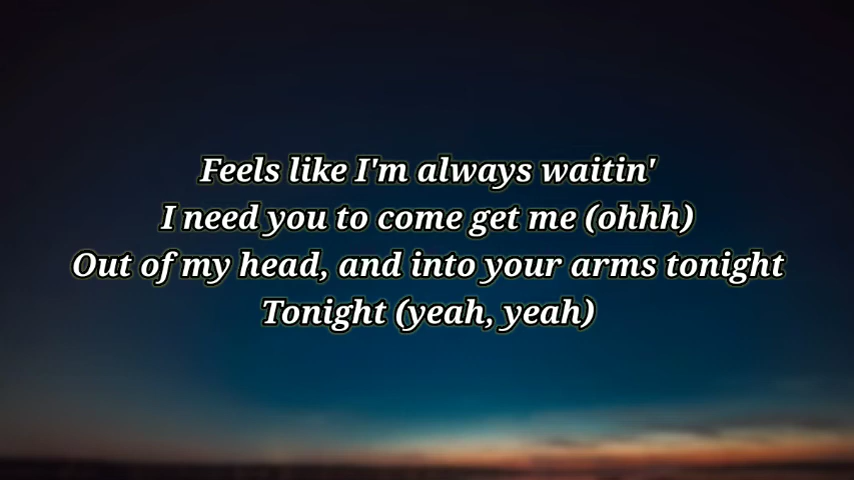 Feels like I'm always waitin'
I need you to come get me (ohhh)
Out of my head, and into your arms tonight
Tonight (yeah, yeah)